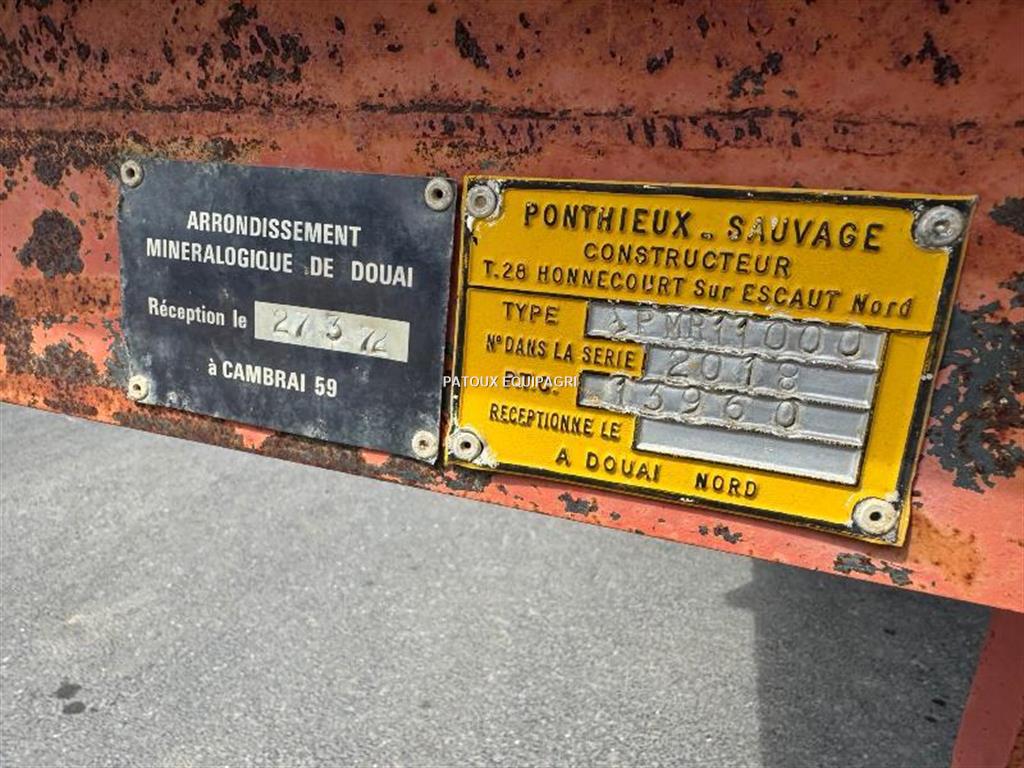 ARRONDISSEMENT
MINERALOGIQUE DE DOUAI
Réception le 27 3 72
à CAMBRAI 59
PONTHIEUX - SAUVAGE
CONSTRUCTEUR
T.28 HONNECOURT Sur ESCAUT Nord
TYPE PMR11000
N° DANS LA SERIE 2018
P.T.C. 13960
RECEPTIONNE LE
A DOUAI NORD
PATOUX EQUIPAGRI